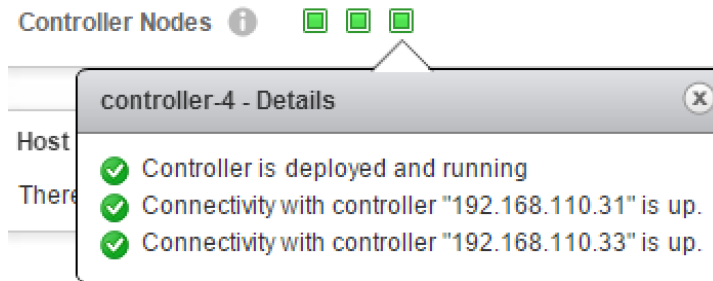 Controller Nodes
controller-4 - Details
Host
Controller is deployed and running
There
Connectivity with controller "192.168.110.31" is up.
Connectivity with controller "192.168.110.33" is up.